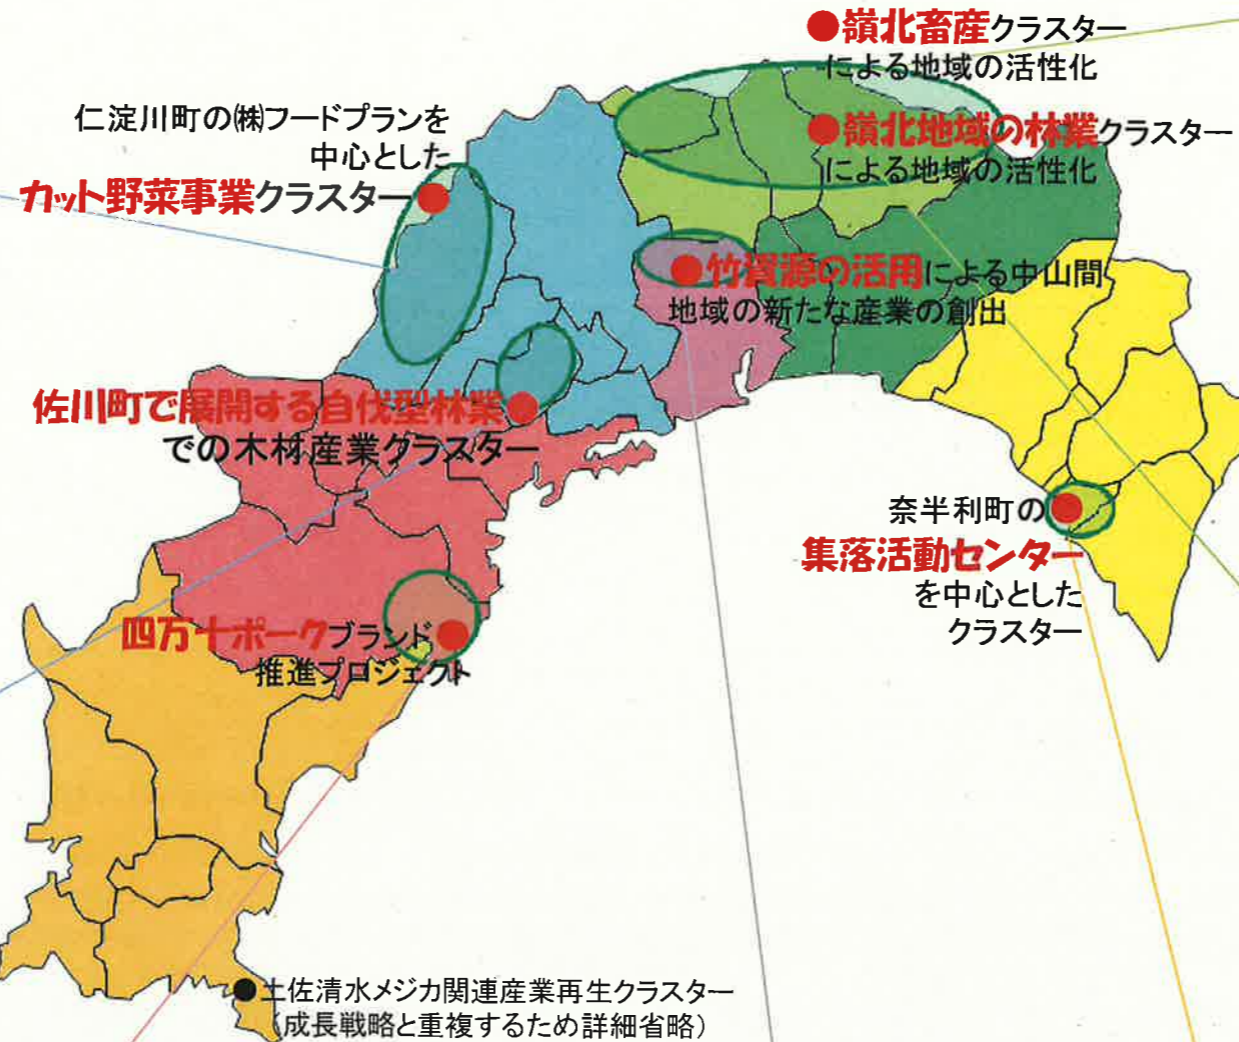 ●嶺北畜産クラスター
による地域の活性化
仁淀川町の㈱フードプランを
中心とした
カット野菜事業クラスター
●嶺北地域の林業クラスター
による地域の活性化
●竹資源の活用による中山間
地域の新たな産業の創出
佐川町で展開する自伐型林業
での木材産業クラスター
奈半利町の
集落活動センター
を中心とした
クラスター
四万十ポークブランド
推進プロジェクト
●土佐清水メジカ関連産業再生クラスター
(成長戦略と重複するため詳細省略)